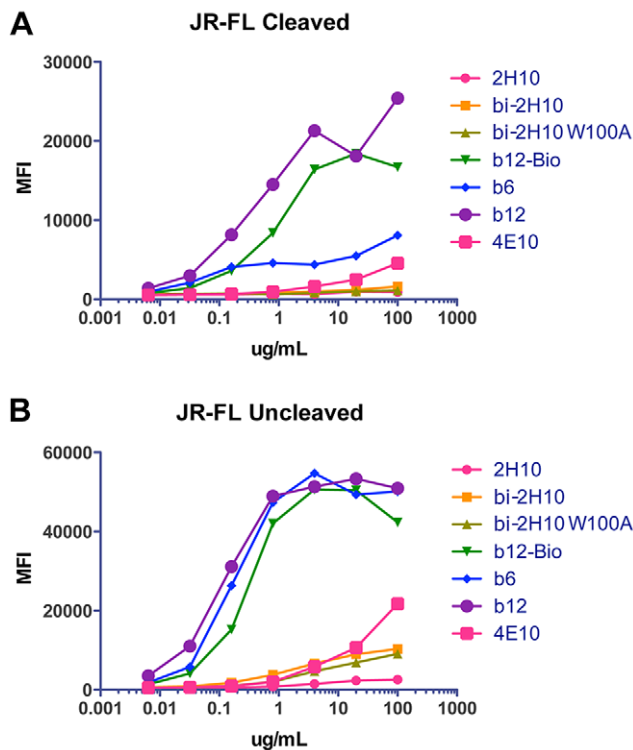 A
JR-FL Cleaved
30000
20000
10000
0
MFI
0.001 0.01 0.1 1 10 100 1000
ug/mL
2H10
bi-2H10
bi-2H10 W100A
b12-Bio
b6
b12
4E10
B
JR-FL Uncleaved
60000
40000
20000
0
MFI
0.001 0.01 0.1 1 10 100 1000
ug/mL
2H10
bi-2H10
bi-2H10 W100A
b12-Bio
b6
b12
4E10